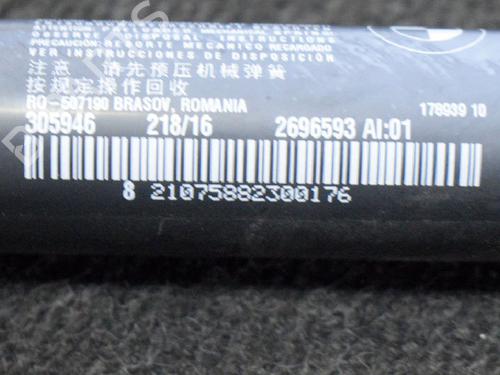 OBSERVE DISPOSAL INSTRUCTIONS
PRECAUCION: RESORTE MECANICO RECARGADO
VER INSTRUCCIONES DE DISPOSICION
注意 请先预压机械弹簧
按规定操作回收
RO-507190 BRASOV, ROMANIA
178939 10
305946 218/16 2696593 AI:01
8 21075882300176